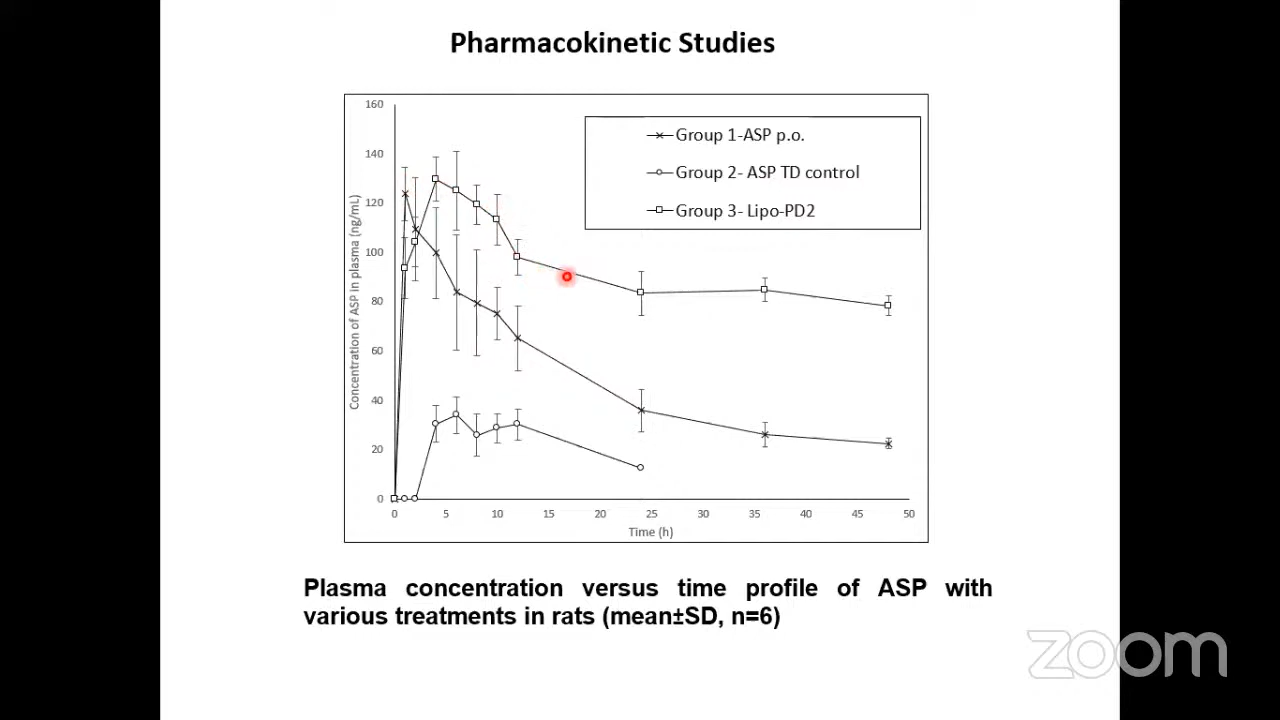 Pharmacokinetic Studies
160
140
120
100
80
60
40
20
0
Concentration of ASP in plasma (ng/mL)
Group 1-ASP p.o.
Group 2- ASP TD control
Group 3- Lipo-PD2
0 5 10 15 20 25 30 35 40 45 50
Time (h)
Plasma concentration versus time profile of ASP with
various treatments in rats (mean±SD, n=6)
zoom